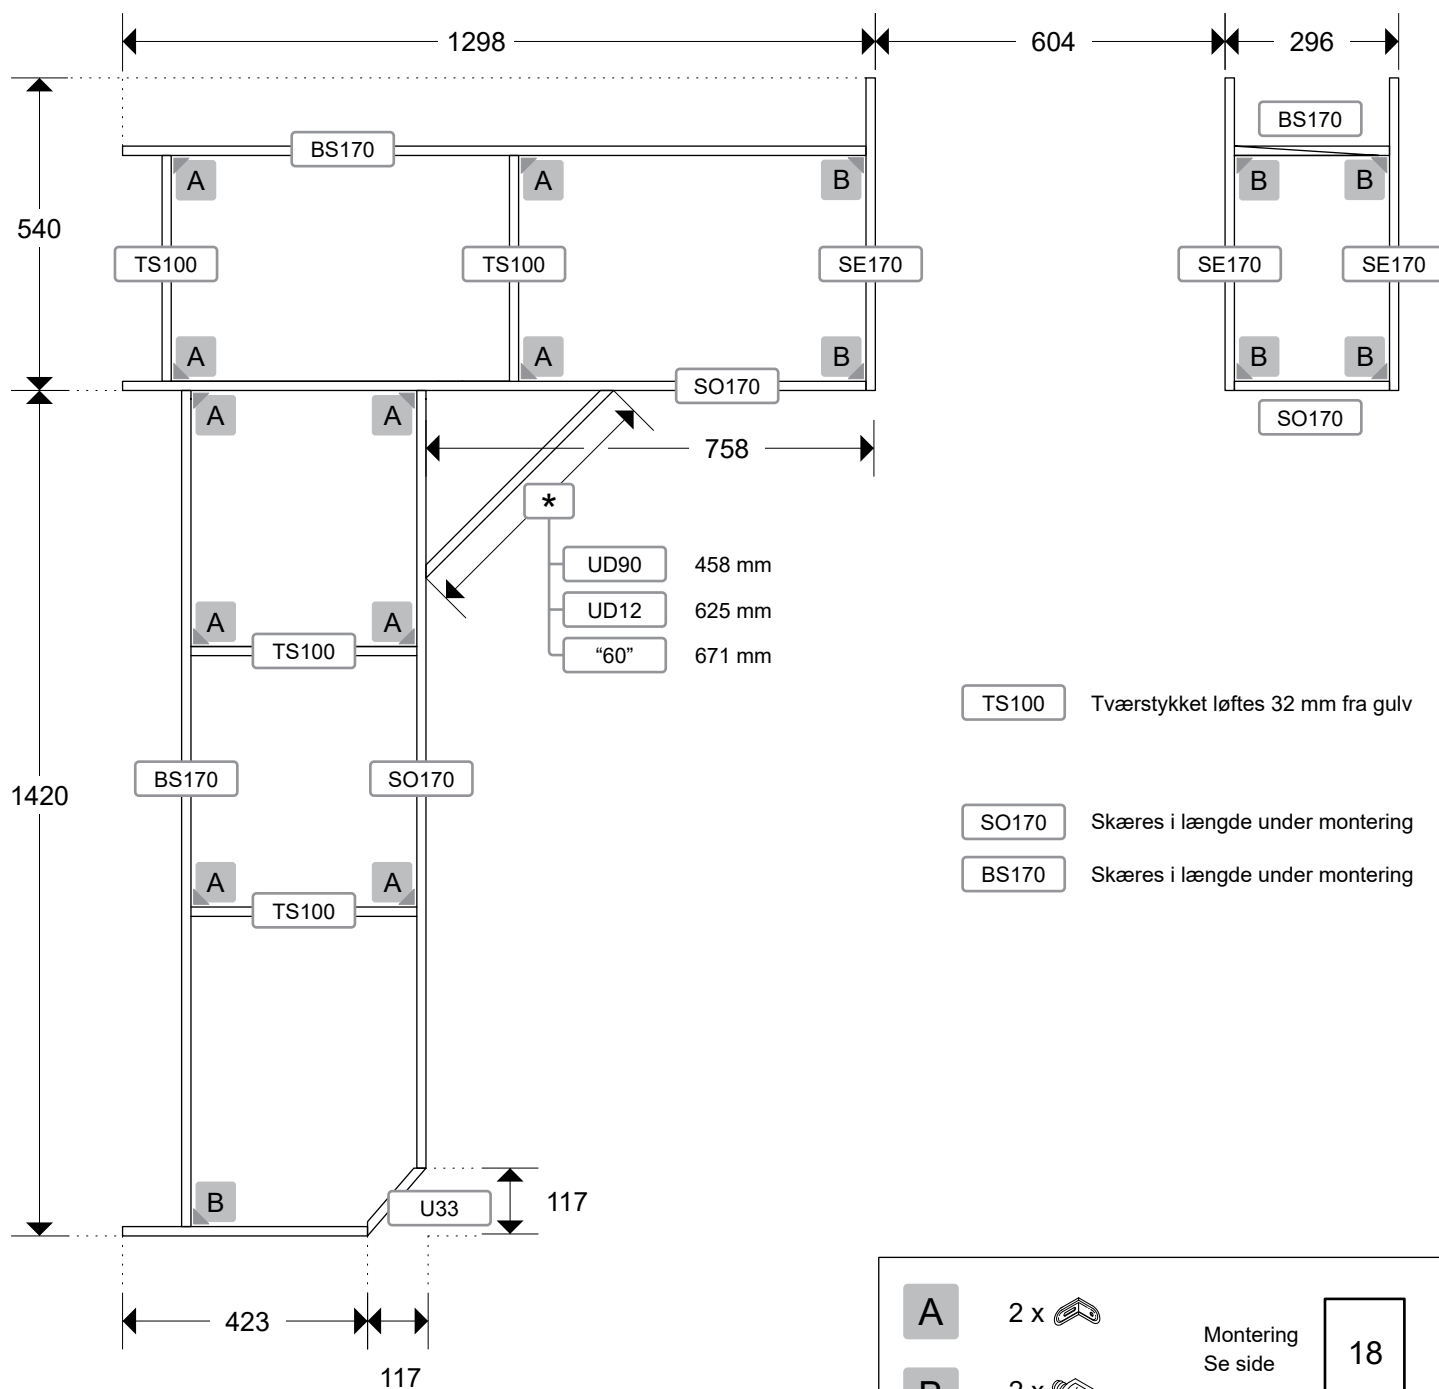 1298
604
296
BS170
BS170
A
A
B
B
B
540
TS100
TS100
SE170
SE170
SE170
A
A
B
B
B
SO170
SO170
A
A
758
*
UD90 458 mm
UD12 625 mm
“60” 671 mm
A
A
TS100
TS100 Tværstykket løftes 32 mm fra gulv
BS170
SO170
1420
SO170 Skæres i længde under montering
BS170 Skæres i længde under montering
A
A
TS100
B
U33
117
423
117
A 2 x
Montering
Se side
18
B 2 x